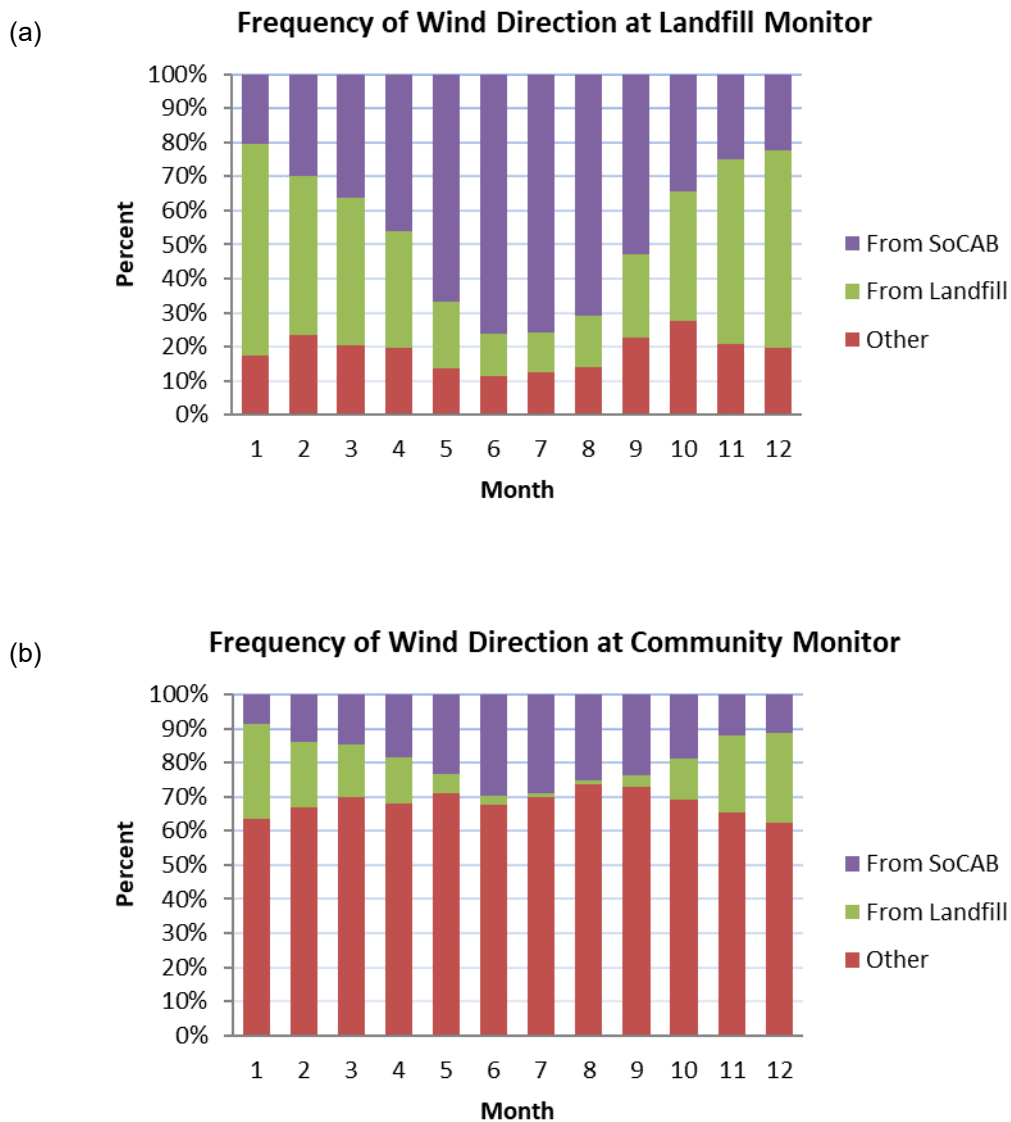 (a)
Frequency of Wind Direction at Landfill Monitor
100%
90%
80%
70%
60%
50%
40%
30%
20%
10%
0%
Percent
1 2 3 4 5 6 7 8 9 10 11 12
Month
From SoCAB
From Landfill
Other
(b)
Frequency of Wind Direction at Community Monitor
100%
90%
80%
70%
60%
50%
40%
30%
20%
10%
0%
Percent
1 2 3 4 5 6 7 8 9 10 11 12
Month
From SoCAB
From Landfill
Other